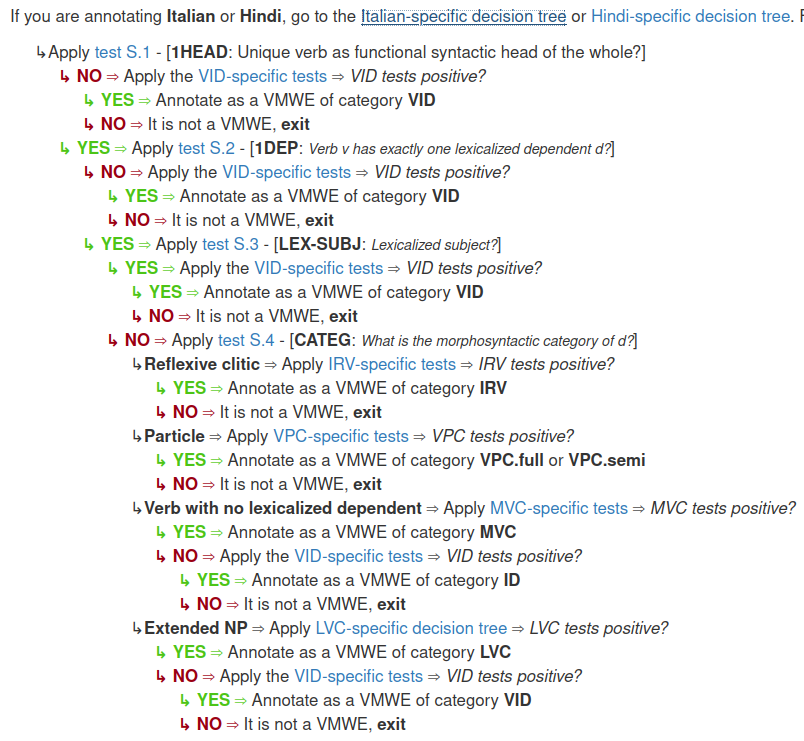 If you are annotating Italian or Hindi, go to the Italian-specific decision tree or Hindi-specific decision tree.
↳Apply test S.1 - [1HEAD: Unique verb as functional syntactic head of the whole?]
↳ NO ⇒ Apply the VID-specific tests ⇒ VID tests positive?
↳ YES ⇒ Annotate as a VMWE of category VID
↳ NO ⇒ It is not a VMWE, exit
↳ YES ⇒ Apply test S.2 - [1DEP: Verb v has exactly one lexicalized dependent d?]
↳ NO ⇒ Apply the VID-specific tests ⇒ VID tests positive?
↳ YES ⇒ Annotate as a VMWE of category VID
↳ NO ⇒ It is not a VMWE, exit
↳ YES ⇒ Apply test S.3 - [LEX-SUBJ: Lexicalized subject?]
↳ YES ⇒ Apply the VID-specific tests ⇒ VID tests positive?
↳ YES ⇒ Annotate as a VMWE of category VID
↳ NO ⇒ It is not a VMWE, exit
↳ NO ⇒ Apply test S.4 - [CATEG: What is the morphosyntactic category of d?]
↳Reflexive clitic ⇒ Apply IRV-specific tests ⇒ IRV tests positive?
↳ YES ⇒ Annotate as a VMWE of category IRV
↳ NO ⇒ It is not a VMWE, exit
↳Particle ⇒ Apply VPC-specific tests ⇒ VPC tests positive?
↳ YES ⇒ Annotate as a VMWE of category VPC.full or VPC.semi
↳ NO ⇒ It is not a VMWE, exit
↳Verb with no lexicalized dependent ⇒ Apply MVC-specific tests ⇒ MVC tests positive?
↳ YES ⇒ Annotate as a VMWE of category MVC
↳ NO ⇒ Apply the VID-specific tests ⇒ VID tests positive?
↳ YES ⇒ Annotate as a VMWE of category ID
↳ NO ⇒ It is not a VMWE, exit
↳Extended NP ⇒ Apply LVC-specific decision tree ⇒ LVC tests positive?
↳ YES ⇒ Annotate as a VMWE of category LVC
↳ NO ⇒ Apply the VID-specific tests ⇒ VID tests positive?
↳ YES ⇒ Annotate as a VMWE of category VID
↳ NO ⇒ It is not a VMWE, exit